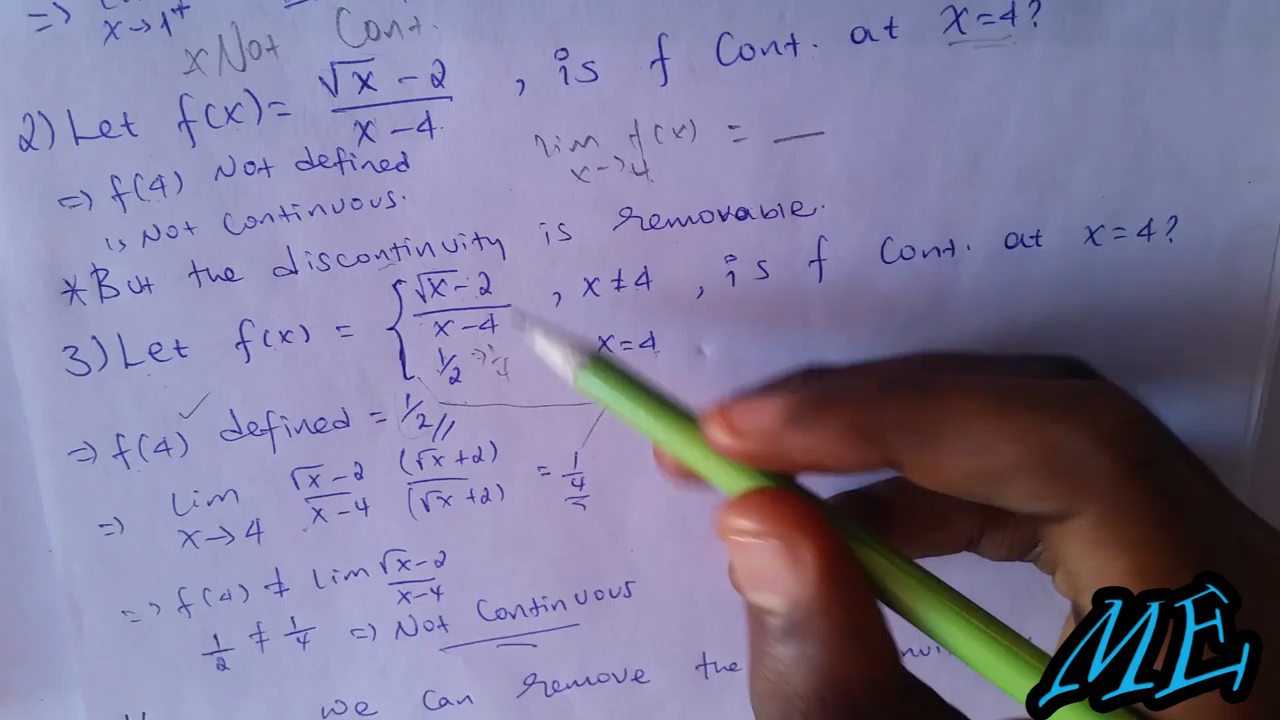 =>
x→1⁺
x Not Cont.
2) Let f(x) = (√x - 2)/(x - 4) , is f Cont. at x=4?
=> f(4) Not defined
lim x→4 f(x) = —
is Not Continuous.
*But the discontinuity is removable.
3) Let f(x) = { (√x - 2)/(x - 4) , x ≠ 4 , is f Cont. at x=4?
1/2 => 1/4 x=4
=> f(4) defined = 1/2 // ✓
=> lim x→4 (√x - 2)/(x - 4) (√x + 2)/(√x + 2) = 1/4
=> f(4) ≠ lim (√x - 2)/(x - 4)
1/2 ≠ 1/4 => Not Continuous
we can remove the
ME